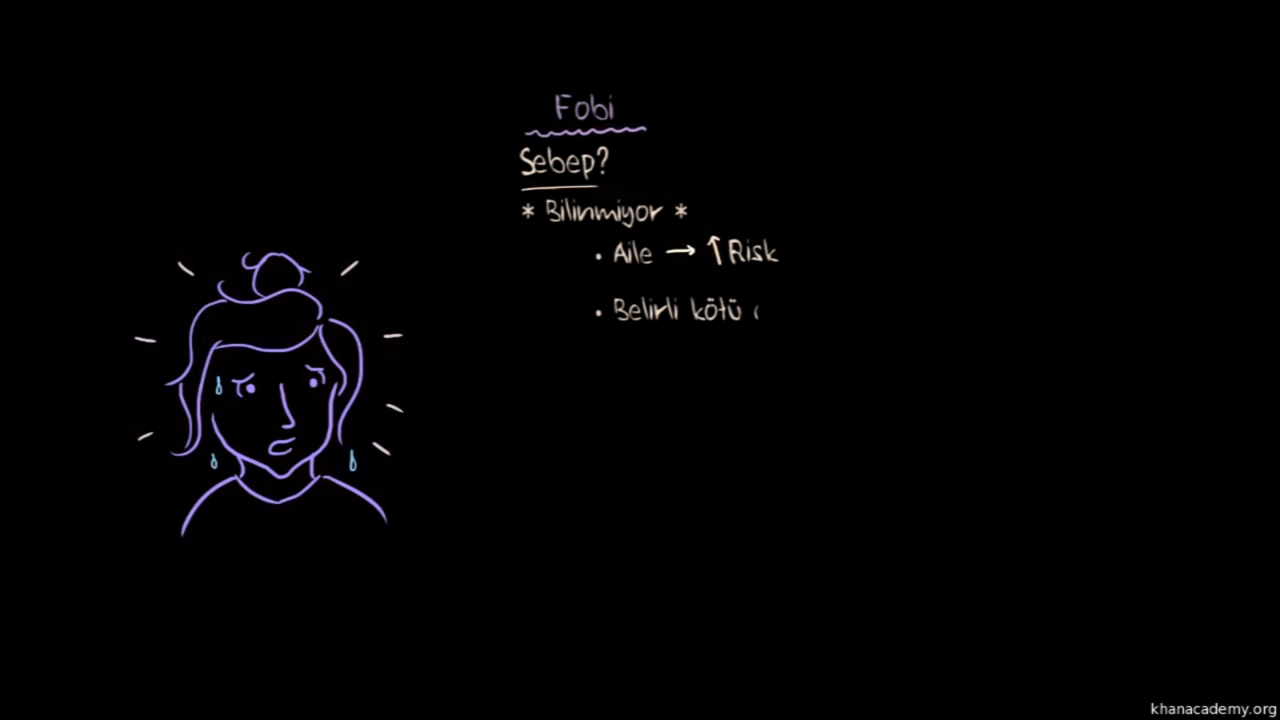 Fobi
Sebep?
* Bilinmiyor *
• Aile → ↑Risk
• Belirli kötü
khanacademy.org